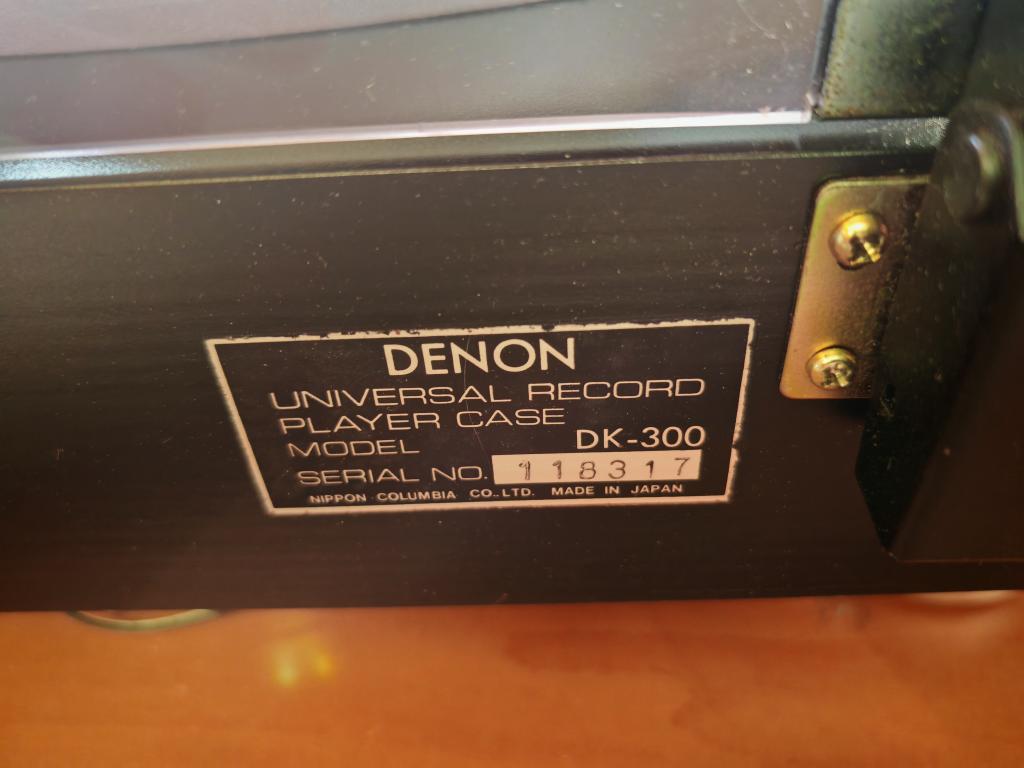 DENON
UNIVERSAL RECORD
PLAYER CASE
MODEL DK-300
SERIAL NO. 118317
NIPPON COLUMBIA CO.,LTD. MADE IN JAPAN